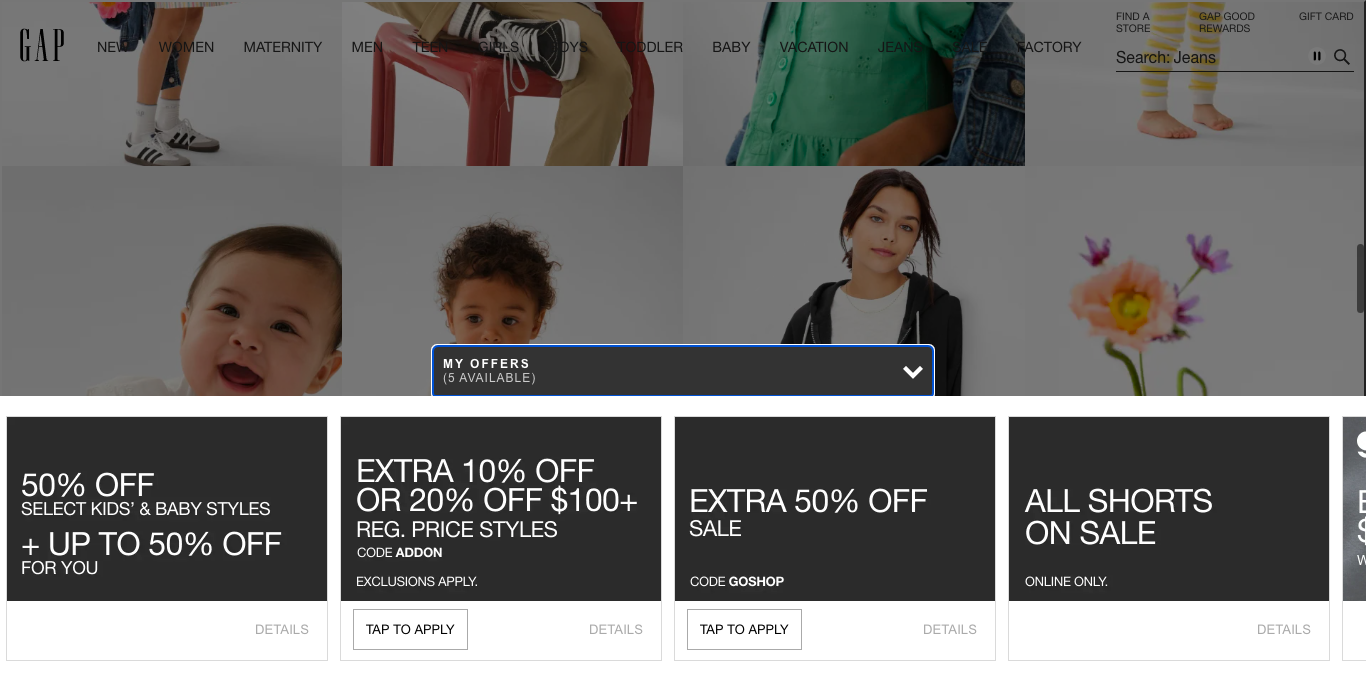 GAP
NEW
WOMEN
MATERNITY
MEN
TEEN
GIRLS
BOYS
TODDLER
BABY
VACATION
JEANS
SALE
FACTORY
FIND A
STORE
GAP GOOD
REWARDS
GIFT CARD
Search: Jeans
MY OFFERS
(5 AVAILABLE)
50% OFF
SELECT KIDS’ & BABY STYLES
+ UP TO 50% OFF
FOR YOU
DETAILS
EXTRA 10% OFF
OR 20% OFF $100+
REG. PRICE STYLES
CODE ADDON
EXCLUSIONS APPLY.
TAP TO APPLY
DETAILS
EXTRA 50% OFF
SALE
CODE GOSHOP
TAP TO APPLY
DETAILS
ALL SHORTS
ON SALE
ONLINE ONLY.
DETAILS